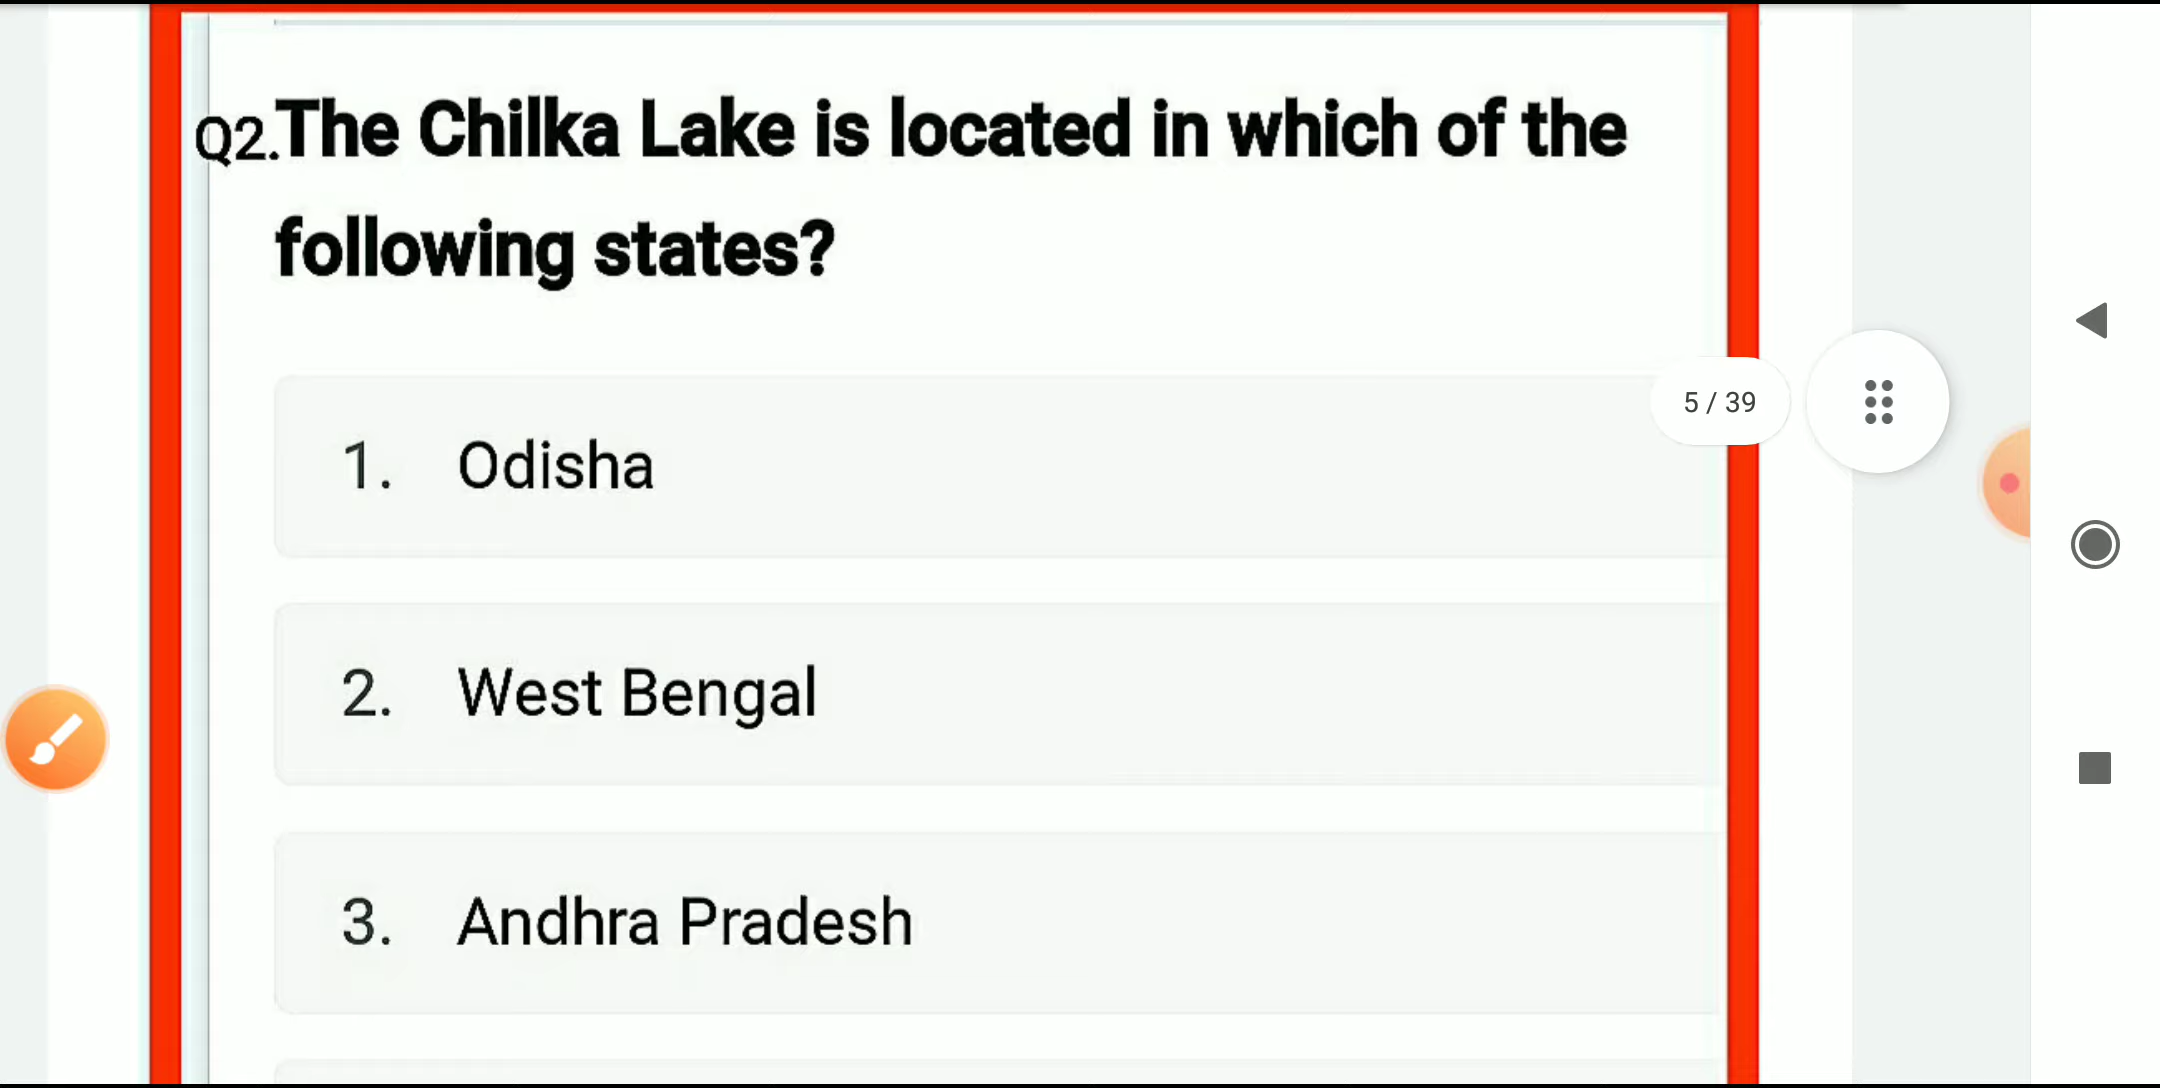 Q2.The Chilka Lake is located in which of the
following states?
1. Odisha
5 / 39
2. West Bengal
3. Andhra Pradesh